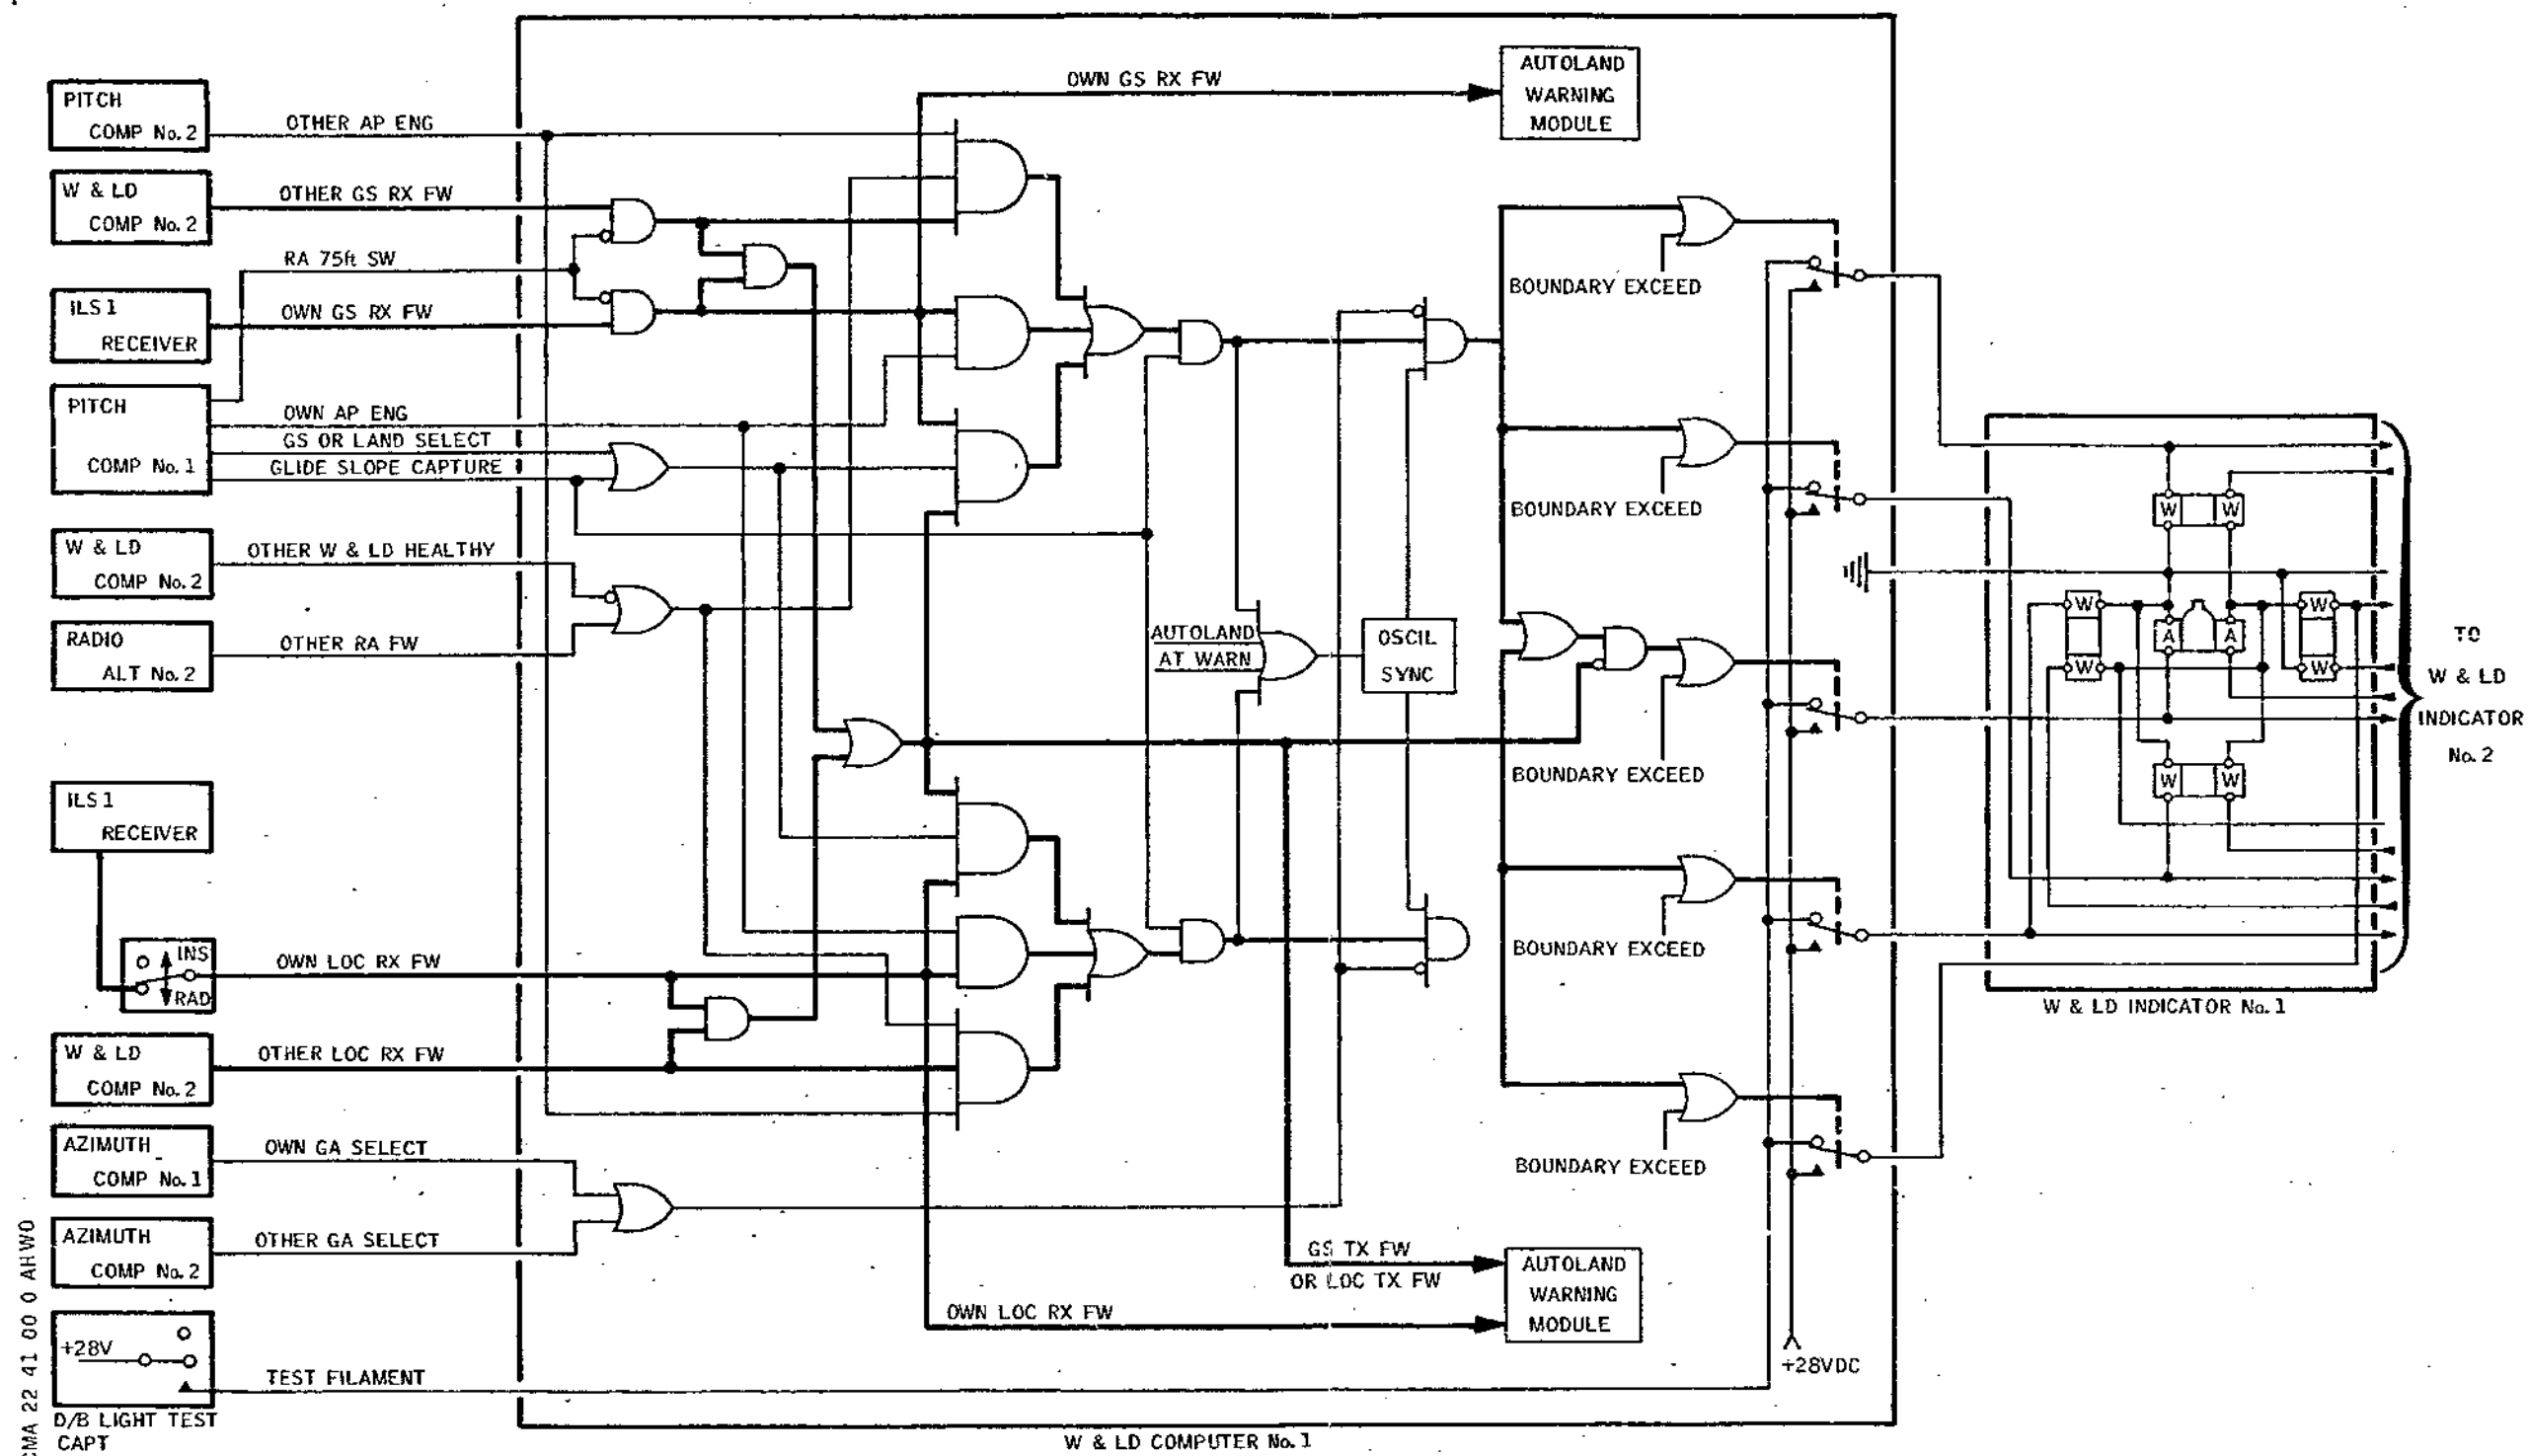 PITCH
COMP No.2
OTHER AP ENG
W & LD
COMP No.2
OTHER GS RX FW
RA 75ft SW
ILS 1
RECEIVER
OWN GS RX FW
PITCH
COMP No.1
OWN AP ENG
GS OR LAND SELECT
GLIDE SLOPE CAPTURE
W & LD
COMP No.2
OTHER W & LD HEALTHY
RADIO
ALT No.2
OTHER RA FW
ILS 1
RECEIVER
INS
RAD
OWN LOC RX FW
W & LD
COMP No.2
OTHER LOC RX FW
AZIMUTH
COMP No.1
OWN GA SELECT
AZIMUTH
COMP No.2
OTHER GA SELECT
+28V
TEST FILAMENT
D/B LIGHT TEST
CAPT
CMA 22 41 00 0 AHW0
OWN GS RX FW
AUTOLAND
WARNING
MODULE
BOUNDARY EXCEED
BOUNDARY EXCEED
AUTOLAND
AT WARN
OSCIL
SYNC
BOUNDARY EXCEED
BOUNDARY EXCEED
BOUNDARY EXCEED
GS TX FW
OR LOC TX FW
OWN LOC RX FW
AUTOLAND
WARNING
MODULE
+28VDC
W & LD COMPUTER No.1
W W
W A A W
W W
W W
W & LD INDICATOR No.1
TO
W & LD
INDICATOR
No.2